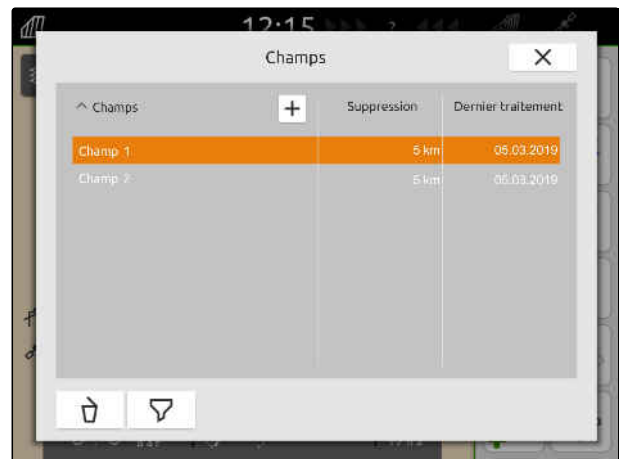 12:15
Champs
Champs + Suppression Dernier traitement
Champ 1 5 km 05.03.2019
Champ 2 5 km 05.03.2019